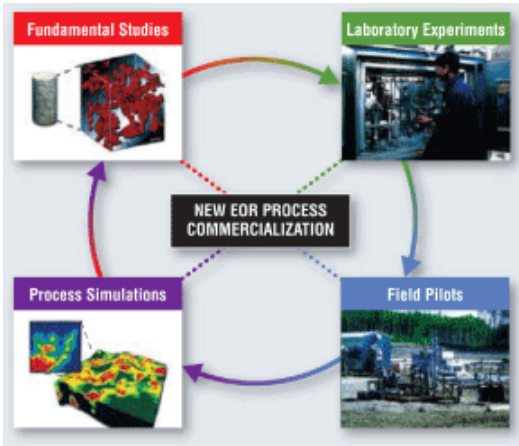 Fundamental Studies
Laboratory Experiments
NEW EOR PROCESS
COMMERCIALIZATION
Process Simulations
Field Pilots